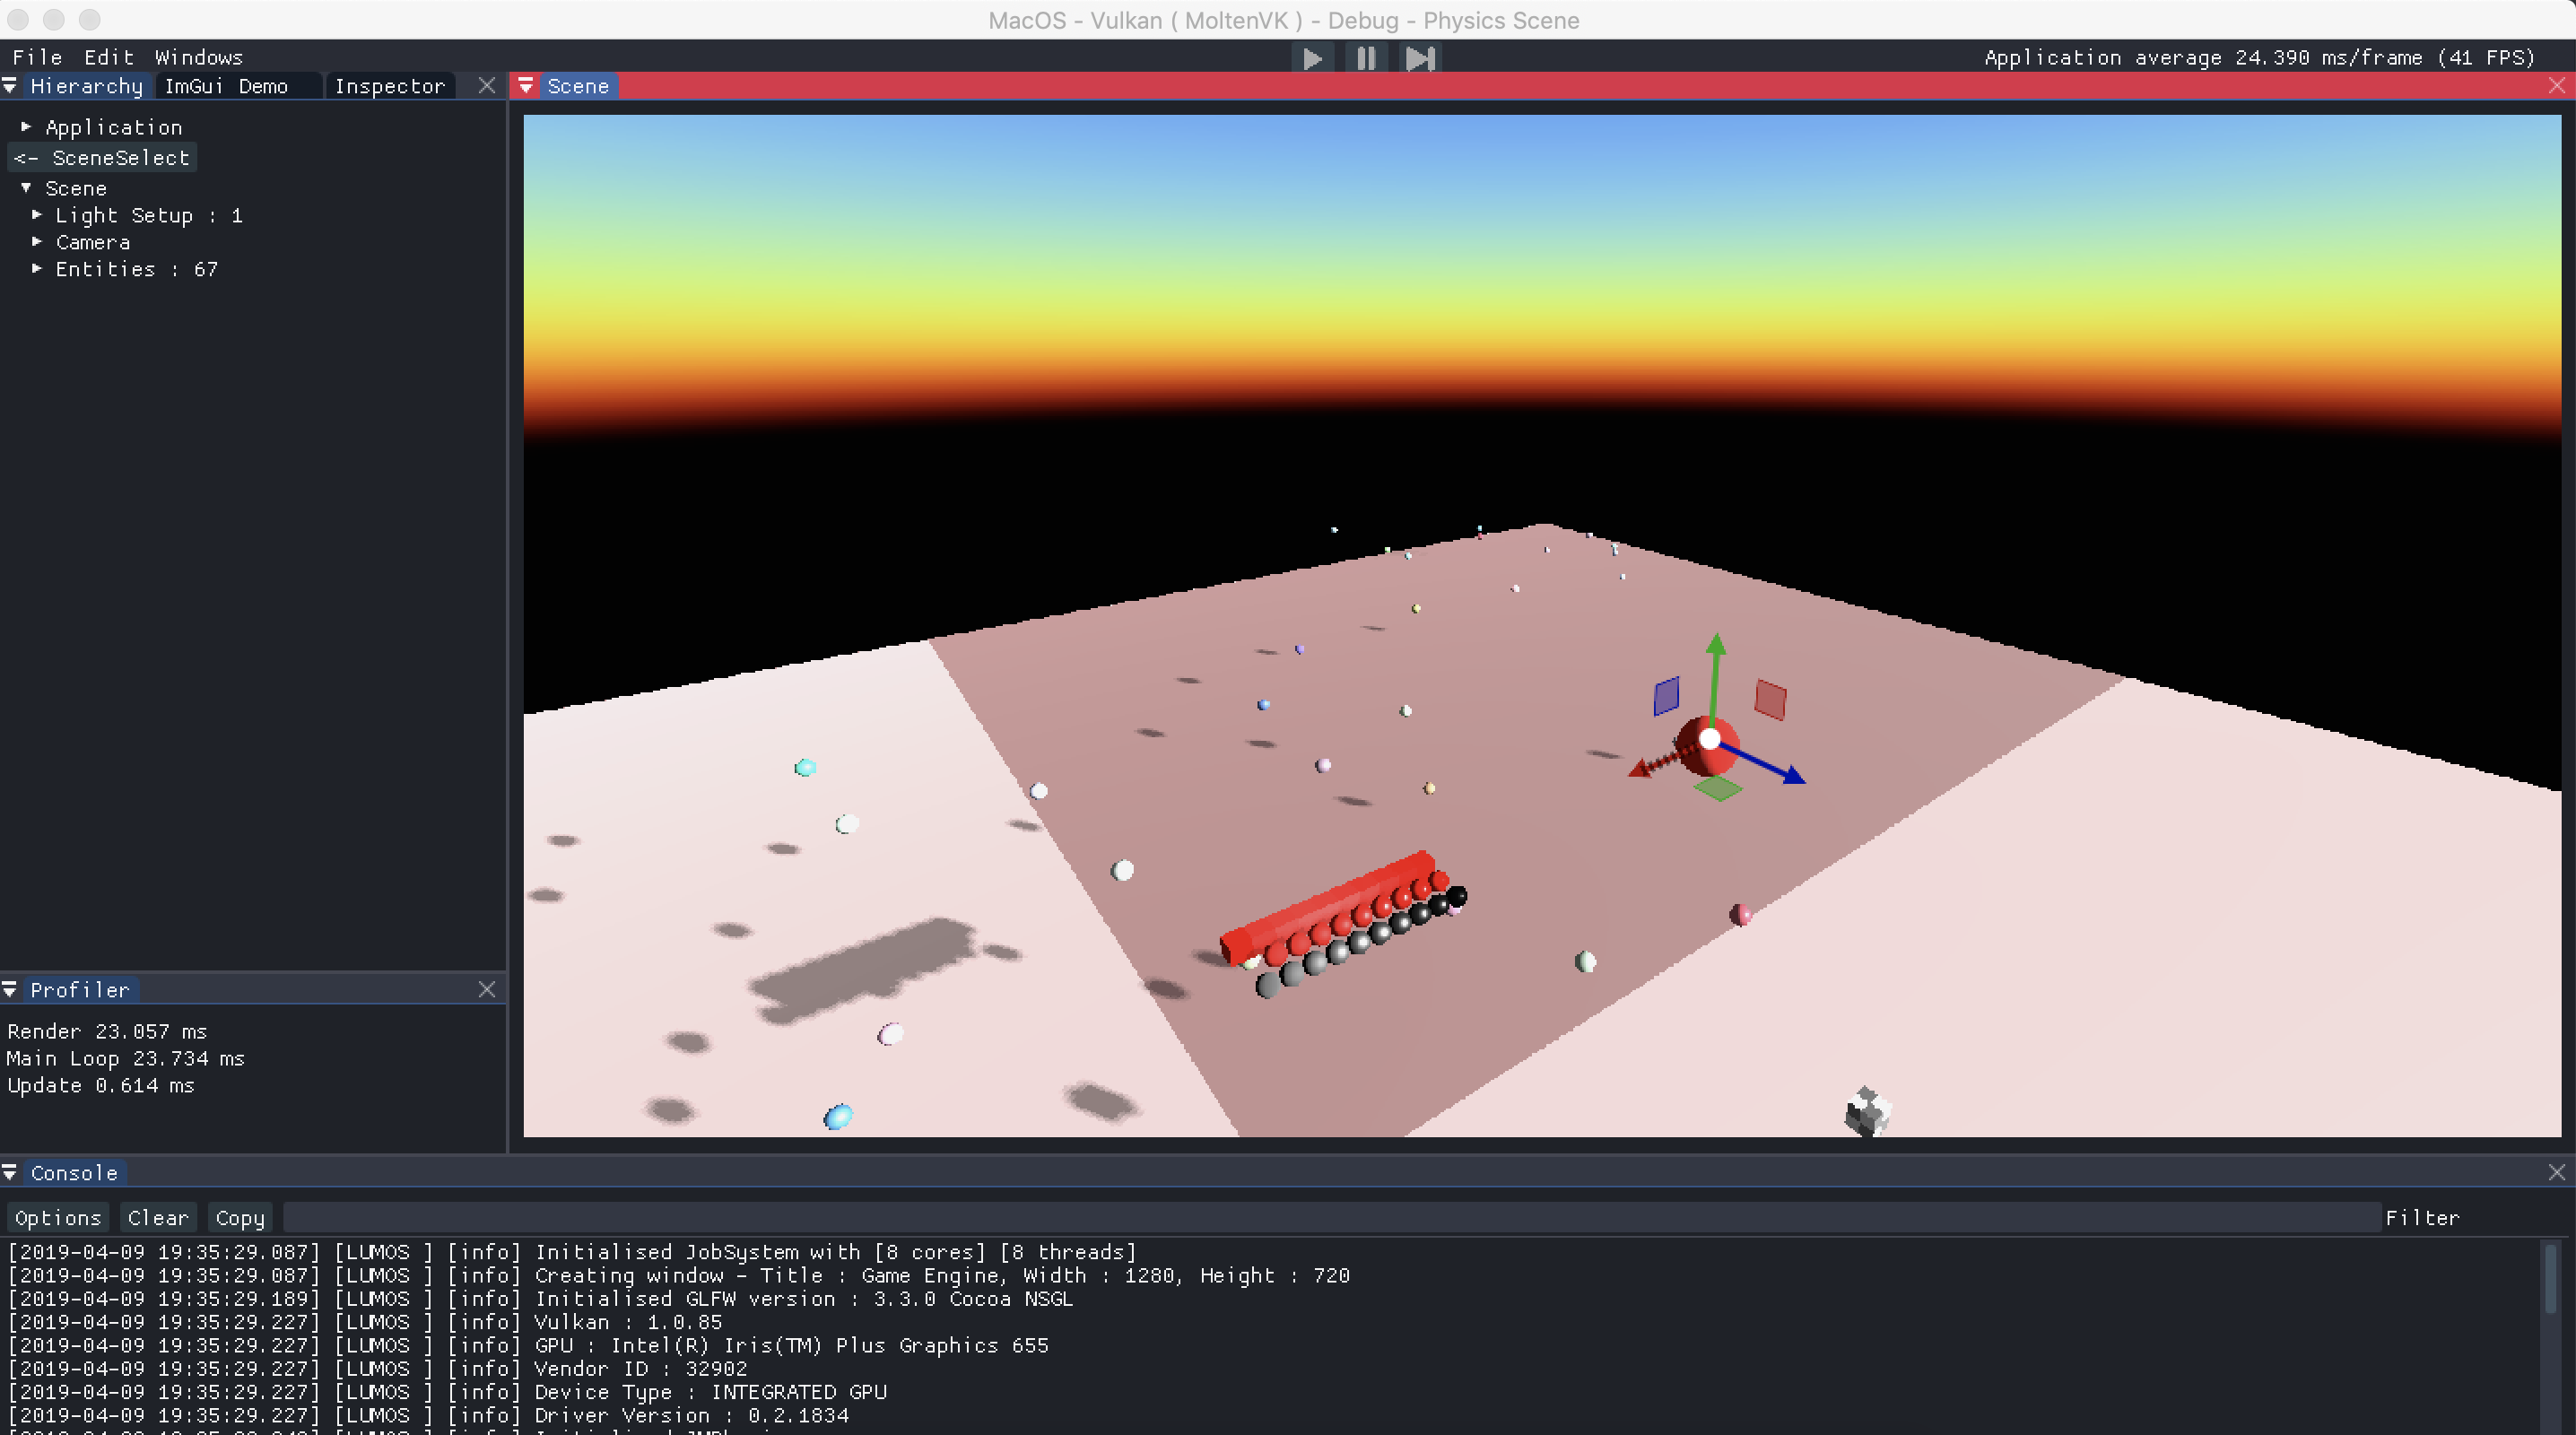 MacOS - Vulkan ( MoltenVK ) - Debug - Physics Scene
File Edit Windows
Application average 24.390 ms/frame (41 FPS)
Hierarchy ImGui Demo Inspector
Scene
Application
<- SceneSelect
Scene
Light Setup : 1
Camera
Entities : 67
Profiler
Render 23.057 ms
Main Loop 23.734 ms
Update 0.614 ms
Console
Options Clear Copy Filter
[2019-04-09 19:35:29.087] [LUMOS ] [info] Initialised JobSystem with [8 cores] [8 threads]
[2019-04-09 19:35:29.087] [LUMOS ] [info] Creating window - Title : Game Engine, Width : 1280, Height : 720
[2019-04-09 19:35:29.189] [LUMOS ] [info] Initialised GLFW version : 3.3.0 Cocoa NSGL
[2019-04-09 19:35:29.227] [LUMOS ] [info] Vulkan : 1.0.85
[2019-04-09 19:35:29.227] [LUMOS ] [info] GPU : Intel(R) Iris(TM) Plus Graphics 655
[2019-04-09 19:35:29.227] [LUMOS ] [info] Vendor ID : 32902
[2019-04-09 19:35:29.227] [LUMOS ] [info] Device Type : INTEGRATED GPU
[2019-04-09 19:35:29.227] [LUMOS ] [info] Driver Version : 0.2.1834